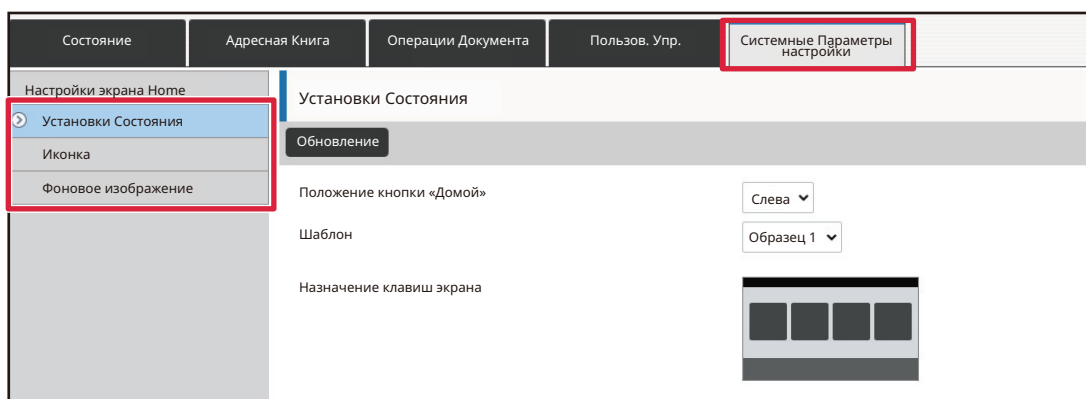 Состояние
Адресная Книга
Операции Документа
Пользов. Упр.
Системные Параметры
настройки
Настройки экрана Home
Установки Состояния
Иконка
Фоновое изображение
Установки Состояния
Обновление
Положение кнопки «Домой»
Слева
Шаблон
Образец 1
Назначение клавиш экрана